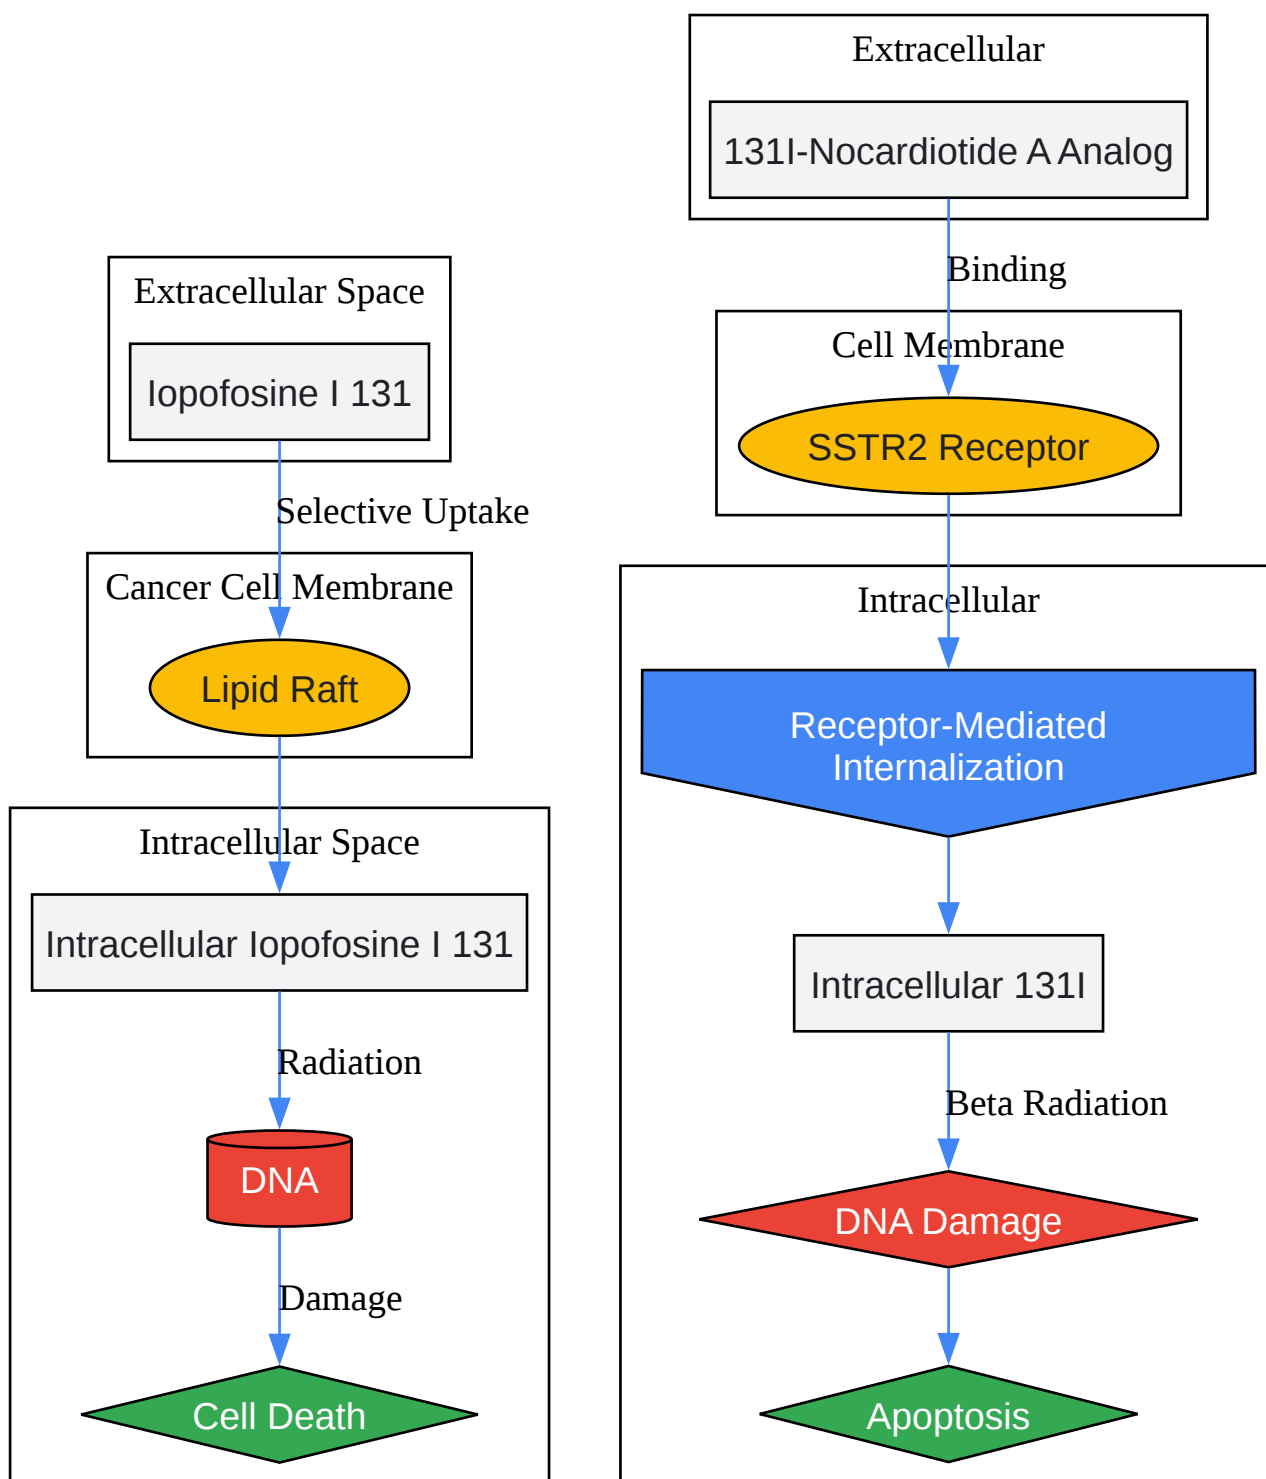 Extracellular Space
Iopofosine I 131
Selective Uptake
Cancer Cell Membrane
Lipid Raft
Intracellular Space
Intracellular Iopofosine I 131
Radiation
DNA
Damage
Cell Death
Extracellular
131I-Nocardiotide A Analog
Binding
Cell Membrane
SSTR2 Receptor
Intracellular
Receptor-Mediated
Internalization
Intracellular 131I
Beta Radiation
DNA Damage
Apoptosis